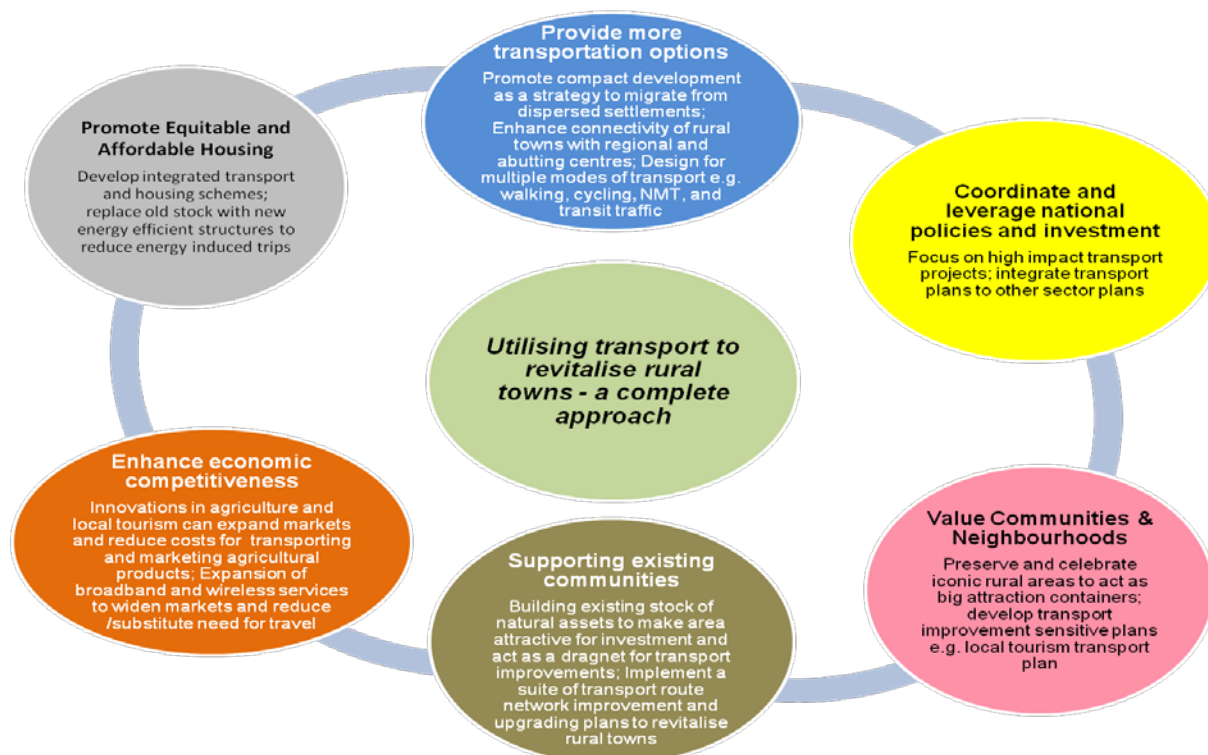 Provide more
transportation options
Promote compact development
as a strategy to migrate from
dispersed settlements;
Enhance connectivity of rural
towns with regional and
abutting centres; Design for
multiple modes of transport e.g.
walking, cycling, NMT, and
transit traffic
Coordinate and
leverage national
policies and investment
Focus on high impact transport
projects; integrate transport
plans to other sector plans
Value Communities &
Neighbourhoods
Preserve and celebrate
iconic rural areas to act as
big attraction containers;
develop transport
improvement sensitive plans
e.g. local tourism transport
plan
Supporting existing
communities
Building existing stock of
natural assets to make area
attractive for investment and
act as a dragnet for transport
improvements; Implement a
suite of transport route
network improvement and
upgrading plans to revitalise
rural towns
Enhance economic
competitiveness
Innovations in agriculture and
local tourism can expand markets
and reduce costs for transporting
and marketing agricultural
products; Expansion of
broadband and wireless services
to widen markets and reduce
/substitute need for travel
Promote Equitable and
Affordable Housing
Develop integrated transport
and housing schemes;
replace old stock with new
energy efficient structures to
reduce energy induced trips
Utilising transport to
revitalise rural
towns - a complete
approach